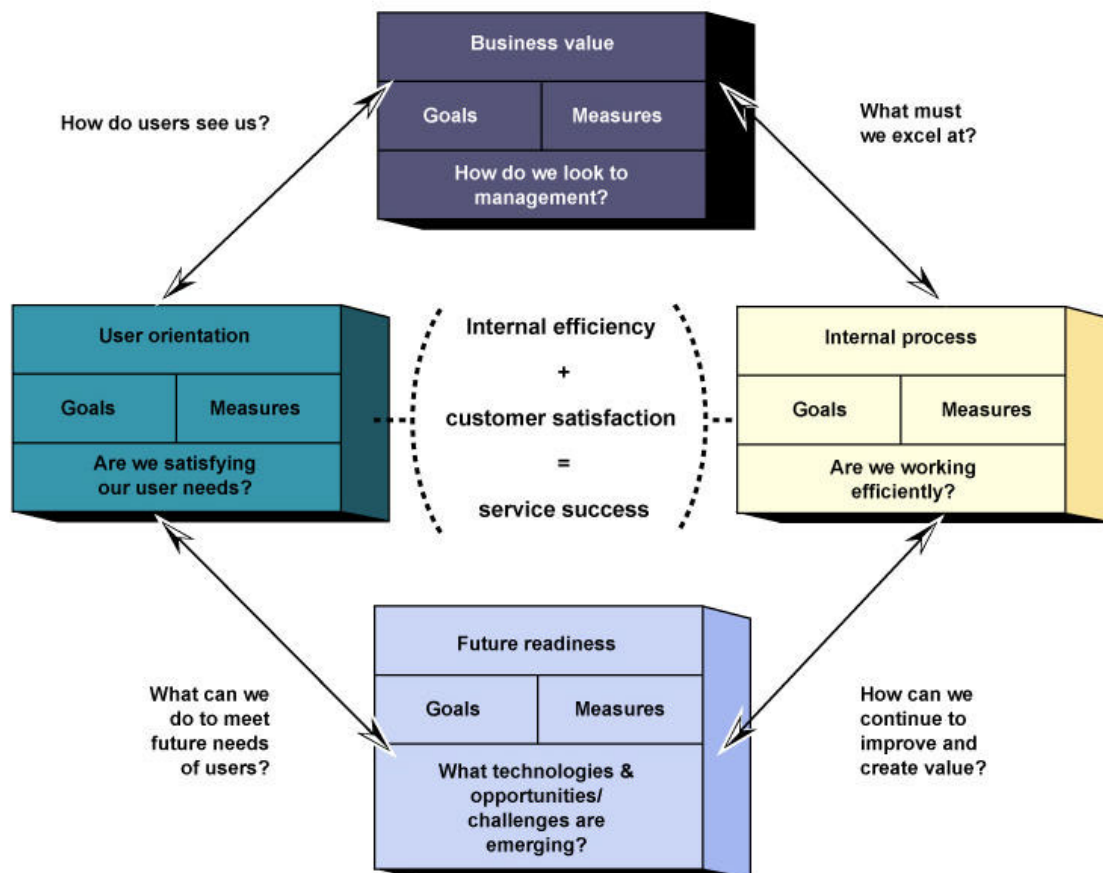 Business value
Goals
Measures
How do we look to
management?
How do users see us?
What must
we excel at?
User orientation
Goals
Measures
Are we satisfying
our user needs?
Internal efficiency
+
customer satisfaction
=
service success
Internal process
Goals
Measures
Are we working
efficiently?
Future readiness
Goals
Measures
What technologies &
opportunities/
challenges are
emerging?
What can we
do to meet
future needs
of users?
How can we
continue to
improve and
create value?